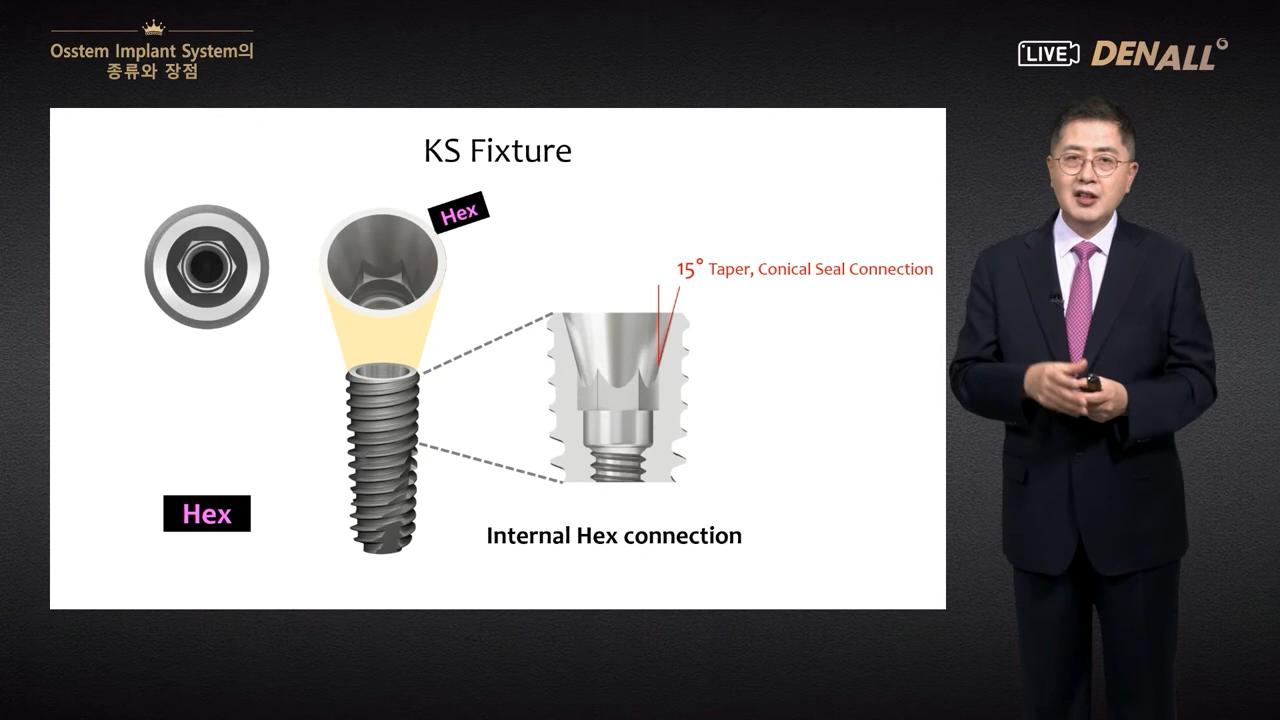 Osstem Implant System의
종류와 장점
LIVE
DENALL
KS Fixture
Hex
15° Taper, Conical Seal Connection
Hex
Internal Hex connection